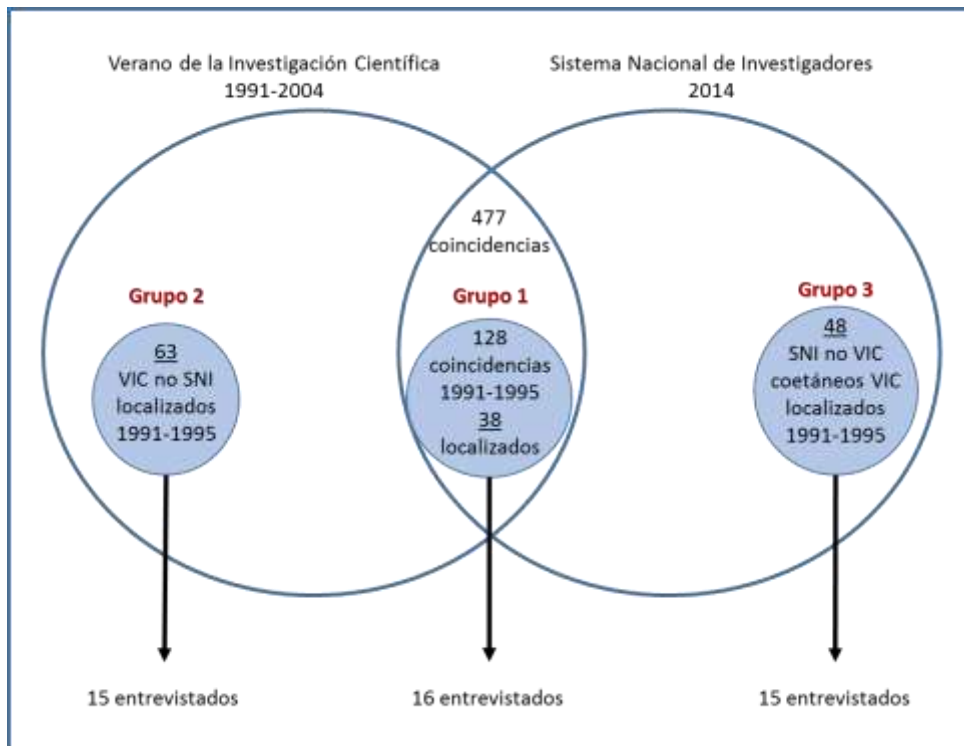 Verano de la Investigación Científica
1991-2004
Sistema Nacional de Investigadores
2014
477
coincidencias
Grupo 2
63
VIC no SNI
localizados
1991-1995
Grupo 1
128
coincidencias
1991-1995
38
localizados
Grupo 3
48
SNI no VIC
coetáneos VIC
localizados
1991-1995
15 entrevistados
16 entrevistados
15 entrevistados